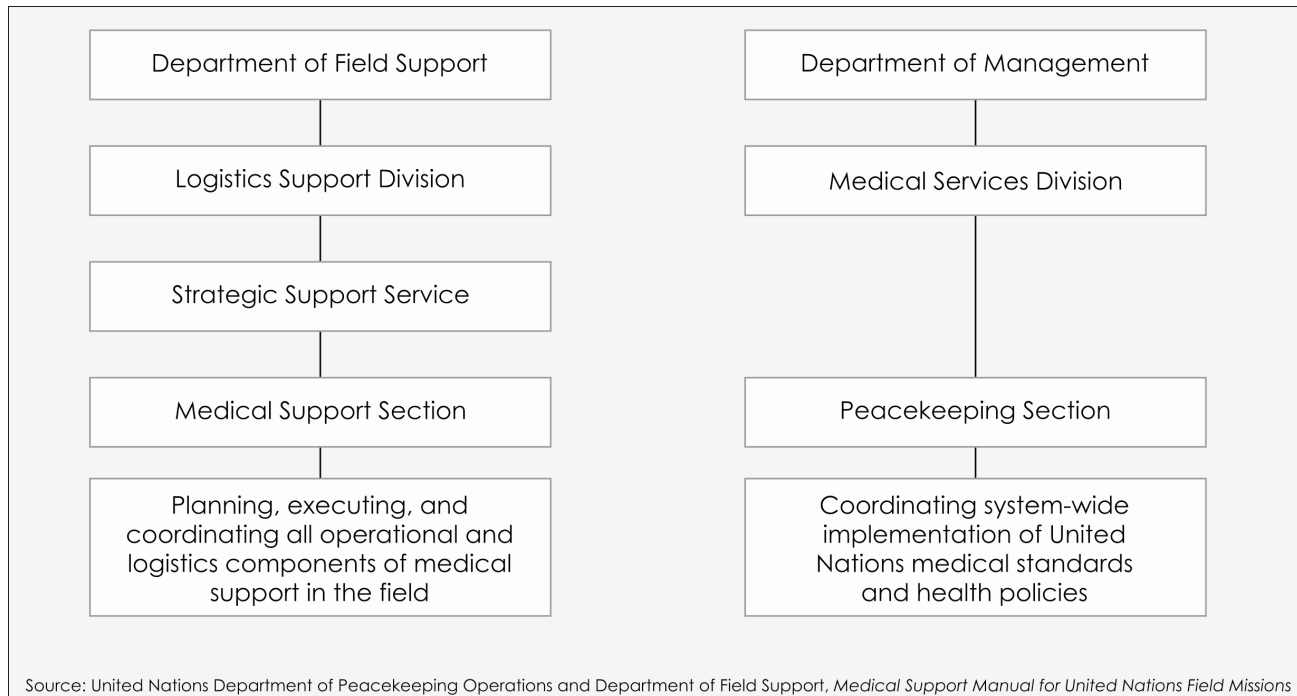 Department of Field Support
Logistics Support Division
Strategic Support Service
Medical Support Section
Planning, executing, and
coordinating all operational and
logistics components of medical
support in the field
Department of Management
Medical Services Division
Peacekeeping Section
Coordinating system-wide
implementation of United
Nations medical standards
and health policies
Source: United Nations Department of Peacekeeping Operations and Department of Field Support, Medical Support Manual for United Nations Field Missions